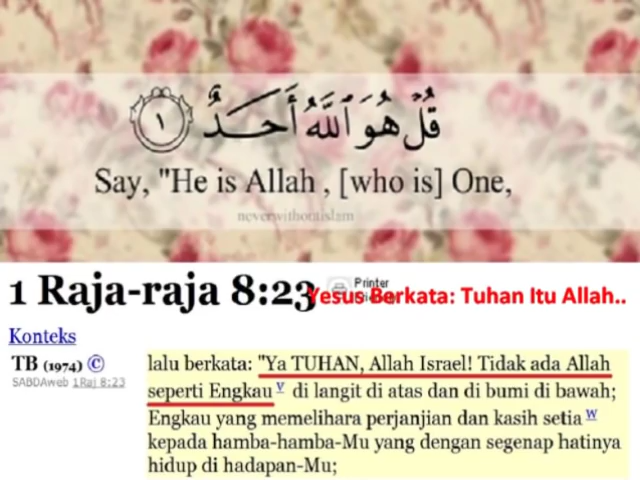 قُلْ هُوَ ٱللَّهُ أَحَدٌ ١
Say, "He is Allah , [who is] One,
neverwithoutislam
1 Raja-raja 8:23
Printer
Yesus Berkata: Tuhan Itu Allah..
Konteks
TB (1974) ©
SABDAweb 1Raj 8:23
lalu berkata: "Ya TUHAN, Allah Israel! Tidak ada Allah
seperti Engkau v di langit di atas dan di bumi di bawah;
Engkau yang memelihara perjanjian dan kasih setia w
kepada hamba-hamba-Mu yang dengan segenap hatinya
hidup di hadapan-Mu;